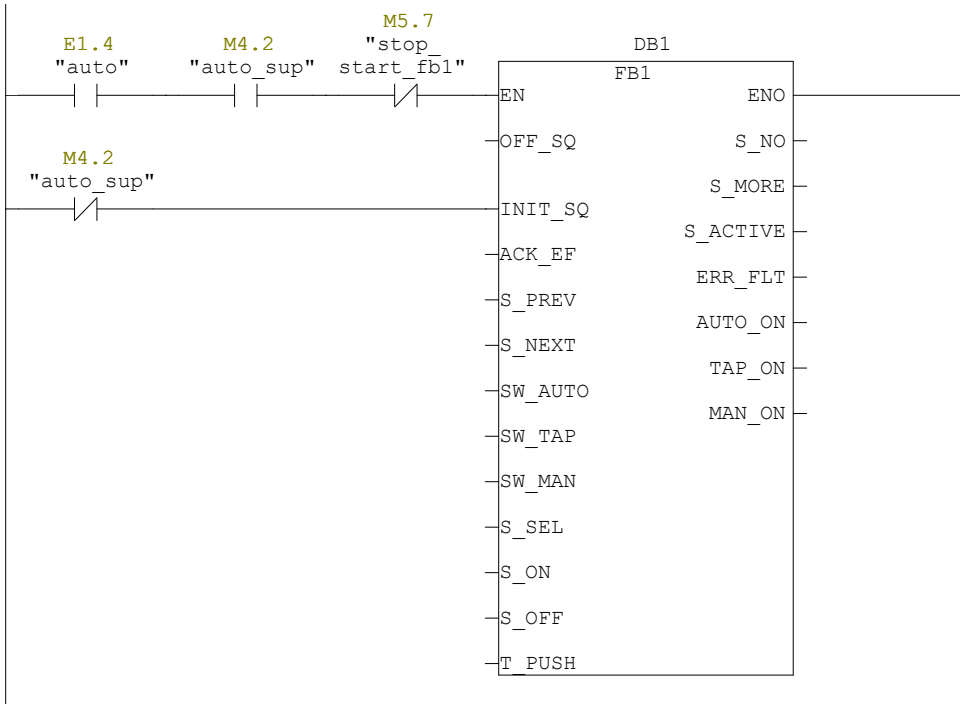 M5.7
E1.4 M4.2 "stop_ DB1
"auto" "auto_sup" start_fb1" FB1
EN ENO
OFF_SQ S_NO
M4.2
"auto_sup" S_MORE
INIT_SQ
S_ACTIVE
ACK_EF
ERR_FLT
S_PREV
AUTO_ON
S_NEXT
TAP_ON
SW_AUTO
MAN_ON
SW_TAP
SW_MAN
S_SEL
S_ON
S_OFF
T_PUSH